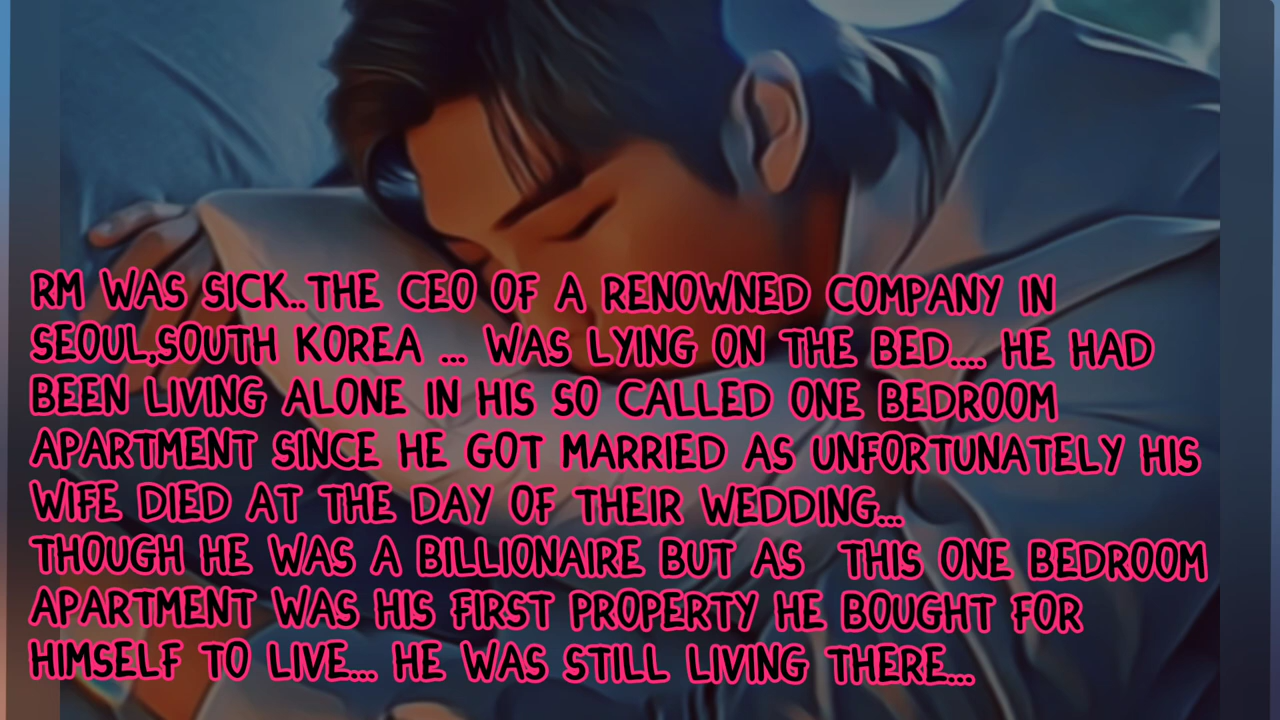 RM WAS SICK..THE CEO OF A RENOWNED COMPANY IN
SEOUL,SOUTH KOREA ... WAS LYING ON THE BED.... HE HAD
BEEN LIVING ALONE IN HIS SO CALLED ONE BEDROOM
APARTMENT SINCE HE GOT MARRIED AS UNFORTUNATELY HIS
WIFE DIED AT THE DAY OF THEIR WEDDING...
THOUGH HE WAS A BILLIONAIRE BUT AS THIS ONE BEDROOM
APARTMENT WAS HIS FIRST PROPERTY HE BOUGHT FOR
HIMSELF TO LIVE... HE WAS STILL LIVING THERE...